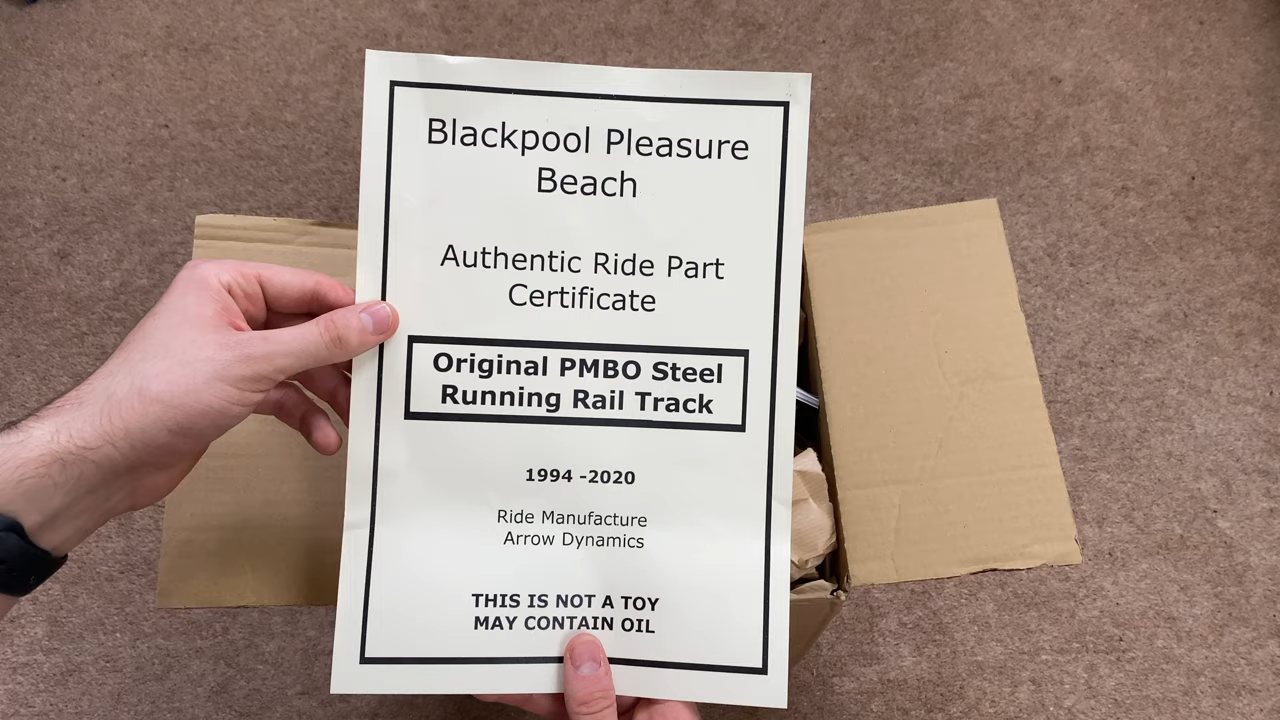 Blackpool Pleasure
Beach
Authentic Ride Part
Certificate
Original PMBO Steel
Running Rail Track
1994 -2020
Ride Manufacture
Arrow Dynamics
THIS IS NOT A TOY
MAY CONTAIN OIL